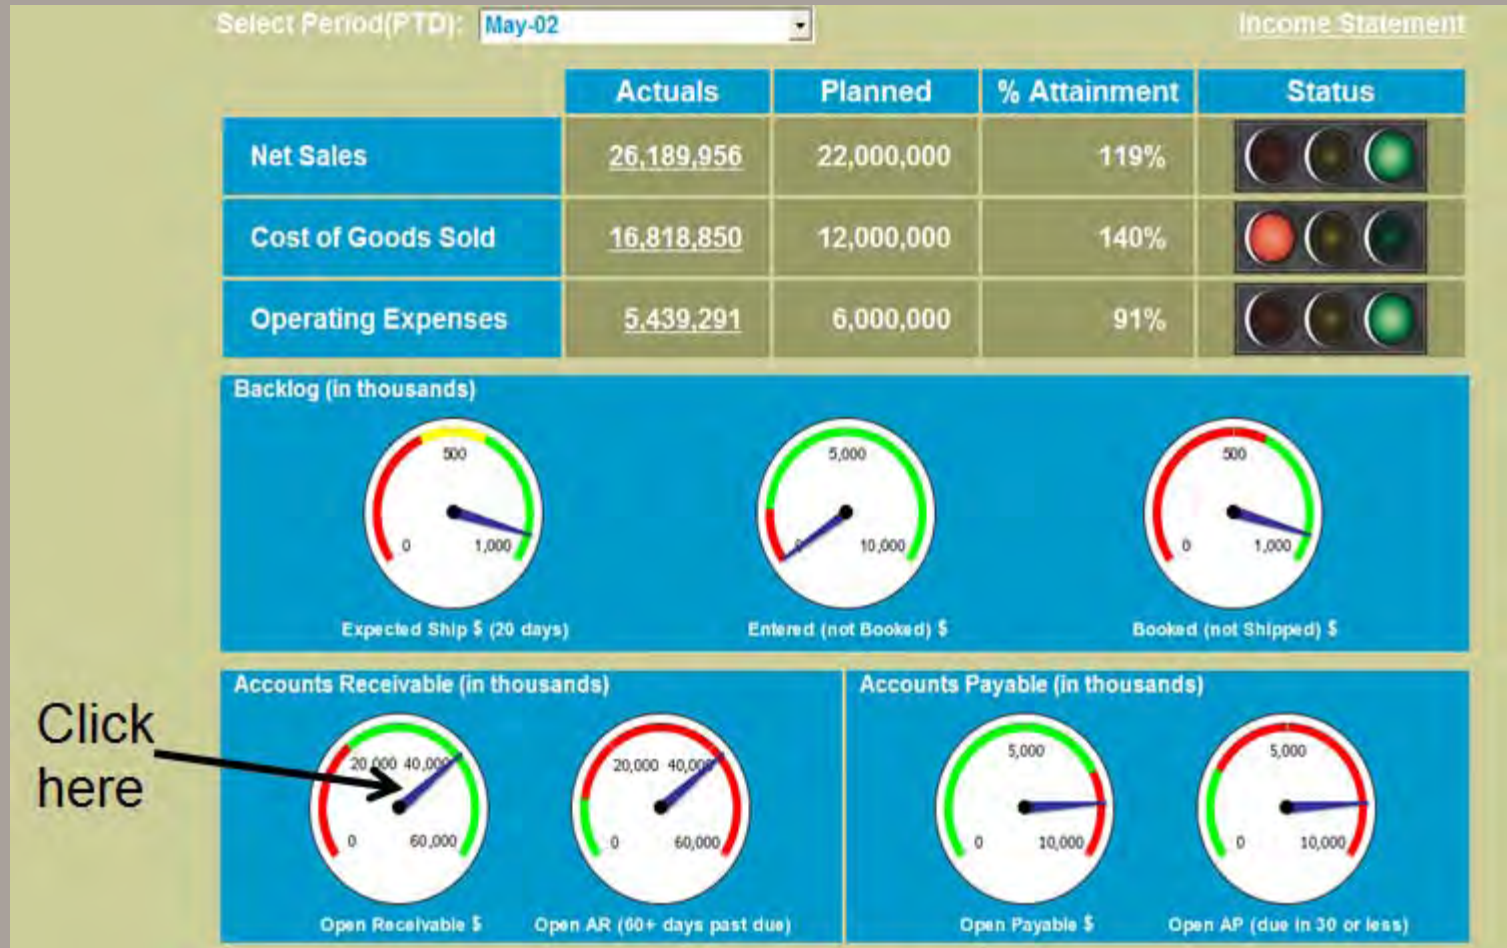 Select Period(PTD): May-02 Income Statement
Actuals Planned % Attainment Status
Net Sales 26,189,956 22,000,000 119%
Cost of Goods Sold 16,818,850 12,000,000 140%
Operating Expenses 5,439,291 6,000,000 91%
Backlog (in thousands)
500 5,000 500
0 1,000 0 10,000 0 1,000
Expected Ship $ (20 days) Entered (not Booked) $ Booked (not Shipped) $
Accounts Receivable (in thousands) Accounts Payable (in thousands)
Click
here
20,000 40,000 20,000 40,000 5,000 5,000
0 60,000 0 60,000 0 10,000 0 10,000
Open Receivable $ Open AR (60+ days past due) Open Payable $ Open AP (due in 30 or less)